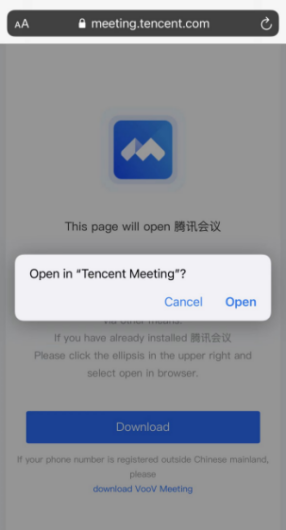 AA meeting.tencent.com
This page will open 腾讯会议
Open in “Tencent Meeting”?
Cancel Open
via other means.
If you have already installed 腾讯会议
Please click the ellipsis in the upper right and
select open in browser.
Download
If your phone number is registered outside Chinese mainland,
please
download VooV Meeting